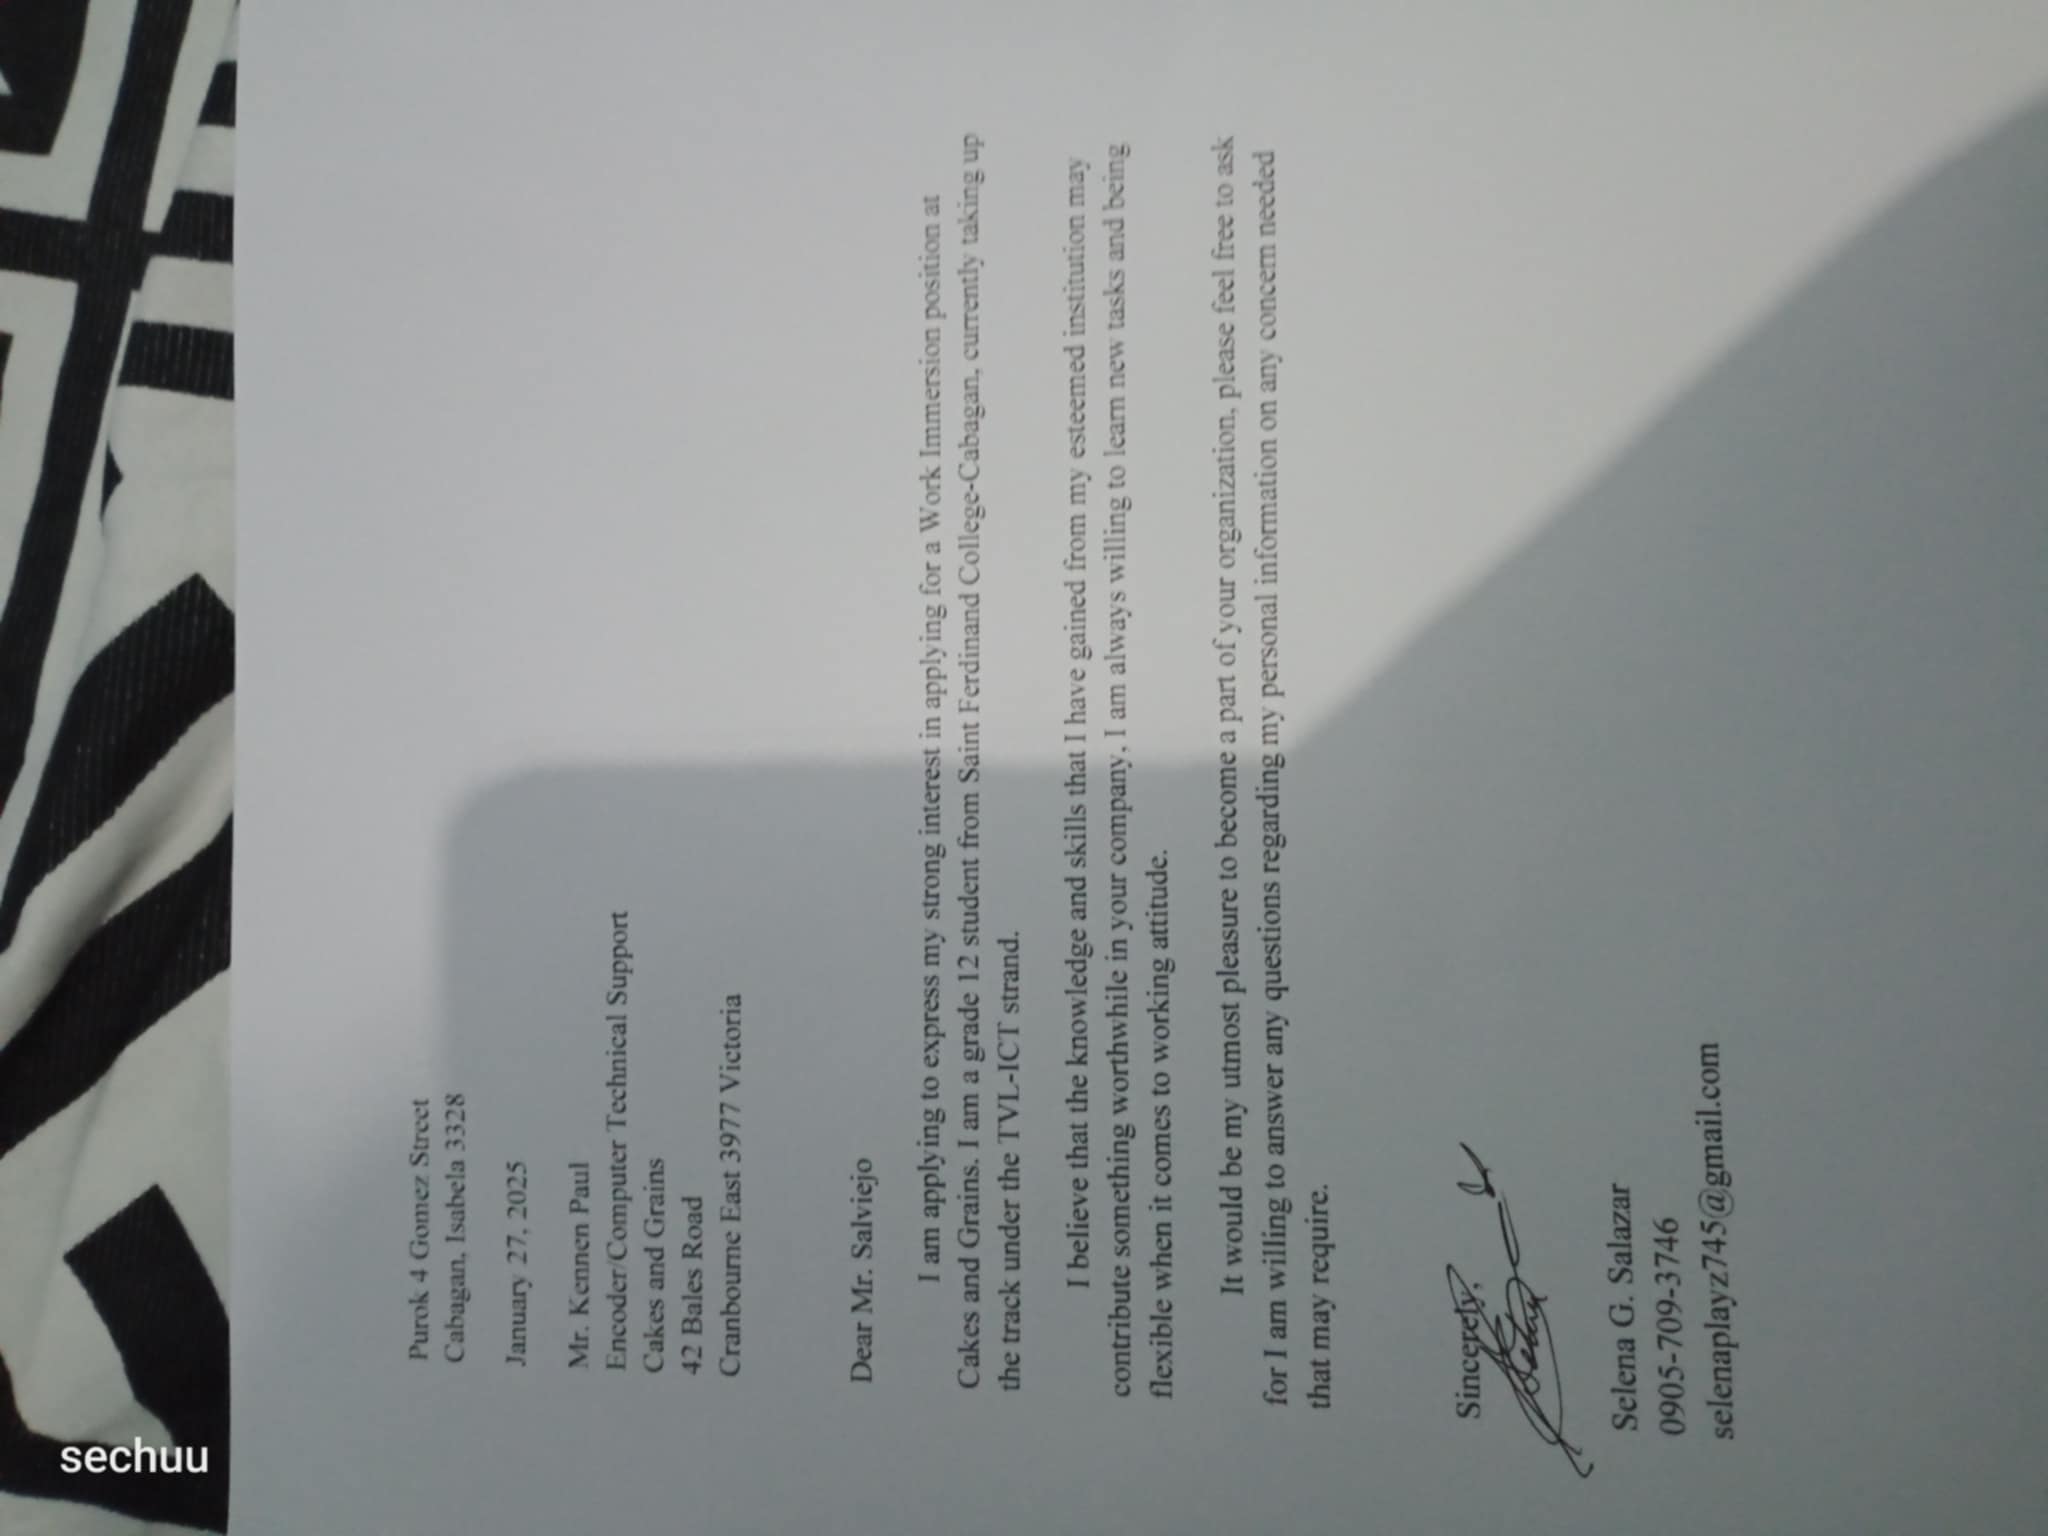 sechuu
Purok 4 Gomez Street
Cabagan, Isabela 3328
January 27, 2025
Mr. Kennen Paul
Encoder/Computer Technical Support
Cakes and Grains
42 Bales Road
Cranbourne East 3977 Victoria
Dear Mr. Salviejo
I am applying to express my strong interest in applying for a Work Immersion position at
Cakes and Grains. I am a grade 12 student from Saint Ferdinand College-Cabagan, currently taking up
the track under the TVL-ICT strand.
I believe that the knowledge and skills that I have gained from my esteemed institution may
contribute something worthwhile in your company, I am always willing to learn new tasks and being
flexible when it comes to working attitude.
It would be my utmost pleasure to become a part of your organization, please feel free to ask
for I am willing to answer any questions regarding my personal information on any concern needed
that may require.
Sincerely,
Selena G. Salazar
0905-709-3746
selenaplayz745@gmail.com